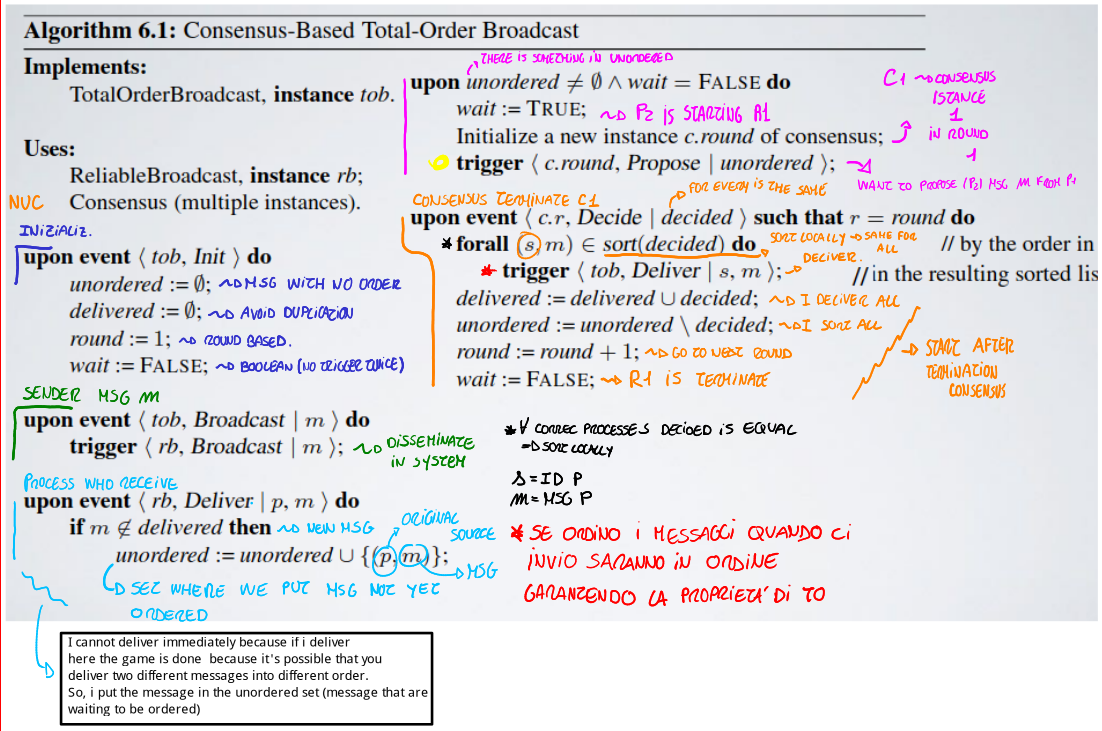 Algorithm 6.1: Consensus-Based Total-Order Broadcast
Implements:
TotalOrderBroadcast, instance tob.
Uses:
ReliableBroadcast, instance rb;
NUC Consensus (multiple instances).
INIZIALIZ.
upon event ⟨ tob, Init ⟩ do
unordered := ∅; ~> MSG WITH NO ORDER
delivered := ∅; ~> AVOID DUPLICATION
round := 1; ~> ROUND BASED.
wait := FALSE; ~> BOOLEAN (NO TRIGGER TWICE)
SENDER MSG M
upon event ⟨ tob, Broadcast | m ⟩ do
trigger ⟨ rb, Broadcast | m ⟩; ~> DISSEMINATE
IN SYSTEM
PROCESS WHO RECEIVE
upon event ⟨ rb, Deliver | p, m ⟩ do
if m ∉ delivered then ~> NEW MSG
ORIGINAL
SOURCE
unordered := unordered ∪ {(p, m)};
MSG
SET WHERE WE PUT MSG NOT YET
ORDERED
I cannot deliver immediately because if i deliver
here the game is done because it's possible that you
deliver two different messages into different order.
So, i put the message in the unordered set (message that are
waiting to be ordered)
THERE IS SOMETHING IN UNORDERED
upon unordered ≠ ∅ ∧ wait = FALSE do
wait := TRUE; ~> P2 IS STARTING R1
Initialize a new instance c.round of consensus;
C1 ~> CONSENSUS
ISTANCE
1
IN ROUND
1
trigger ⟨ c.round, Propose | unordered ⟩;
WANT TO PROPOSE (P2) MSG M FROM P1
CONSENSUS TERMINATE C1
FOR EVERY IS THE SAME
upon event ⟨ c.r, Decide | decided ⟩ such that r = round do
* forall (s, m) ∈ sort(decided) do // by the order in
SORT LOCALLY -> SAME FOR
ALL
DELIVER.
* trigger ⟨ tob, Deliver | s, m ⟩; // in the resulting sorted lis
delivered := delivered ∪ decided; ~> I DELIVER ALL
unordered := unordered \ decided; ~> I SORT ALL
round := round + 1; ~> GO TO NEXT ROUND
wait := FALSE; ~> R1 IS TERMINATE
START AFTER
TERMINATION
CONSENSUS
* ∀ CORREC PROCESSES DECIDED IS EQUAL
=> SORT LOCALLY
S = ID P
M = MSG P
* SE ORDINO I MESSAGGI QUANDO CI
INVIO SARANNO IN ORDINE
GARANTENDO LA PROPRIETA' DI TO